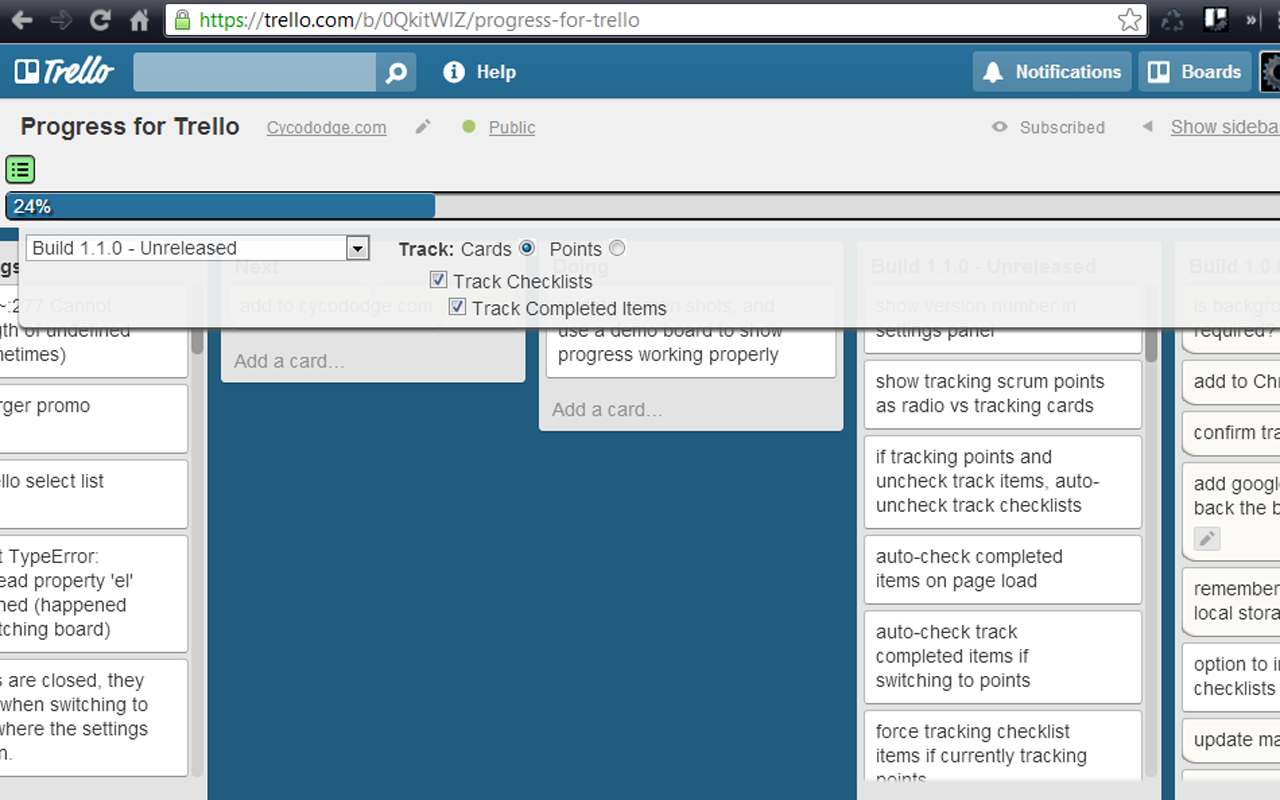 https://trello.com/b/0QkitWIZ/progress-for-trello
»
Trello
Help
Notifications
Boards
Progress for Trello
Cycododge.com
Public
Subscribed
Show sideba
24%
Build 1.1.0 - Unreleased
Track: Cards Points
Track Checklists
Track Completed Items
gs
~:277 Cannot
gth of undefined
metimes)
rger promo
ello select list
t TypeError:
ead property 'el'
ned (happened
tching board)
s are closed, they
when switching to
where the settings
n.
Next
add to cycododge.com
Add a card...
Doing
shots, and
use a demo board to show
progress working properly
Add a card...
Build 1.1.0 - Unreleased
show version number in
settings panel
show tracking scrum points
as radio vs tracking cards
if tracking points and
uncheck track items, auto-
uncheck track checklists
auto-check completed
items on page load
auto-check track
completed items if
switching to points
force tracking checklist
items if currently tracking
points
Build 1.0.0
is backgro
required?
add to Chr
confirm tra
add google
back the b
remember
local stora
option to in
checklists
update ma